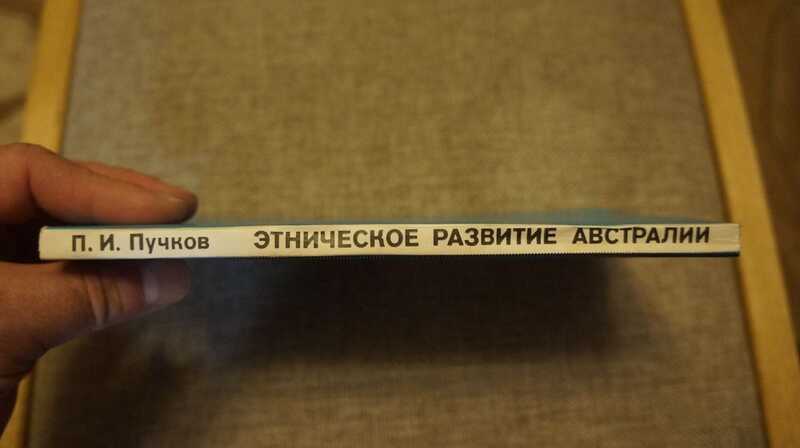 П. И. Пучков ЭТНИЧЕСКОЕ РАЗВИТИЕ АВСТРАЛИИ